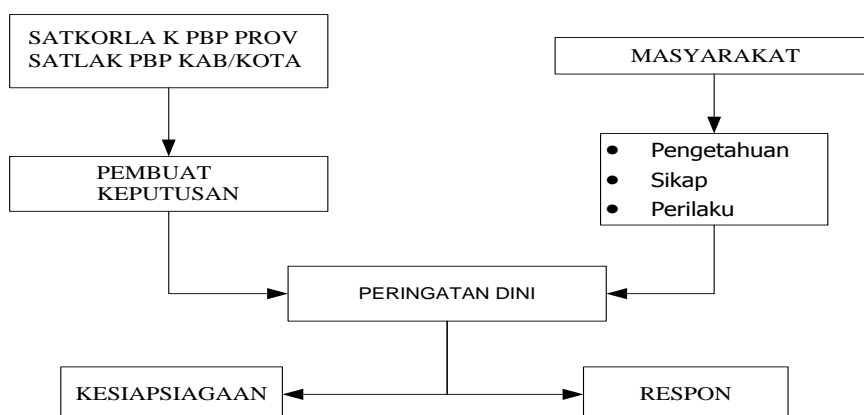 SATKORLA K PBP PROV
SATLAK PBP KAB/KOTA
MASYARAKAT
PEMBUAT
KEPUTUSAN
• Pengetahuan
• Sikap
• Perilaku
PERINGATAN DINI
KESIAPSIAGAAN
RESPON